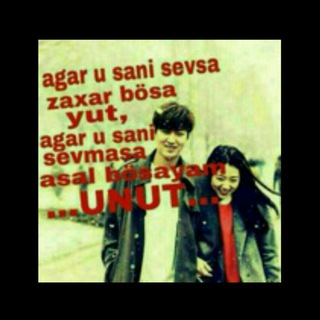 agar u sani sevsa
zaxar bösa
yut,
agar u sani
sevmasa
asal bösayam
...UNUT...